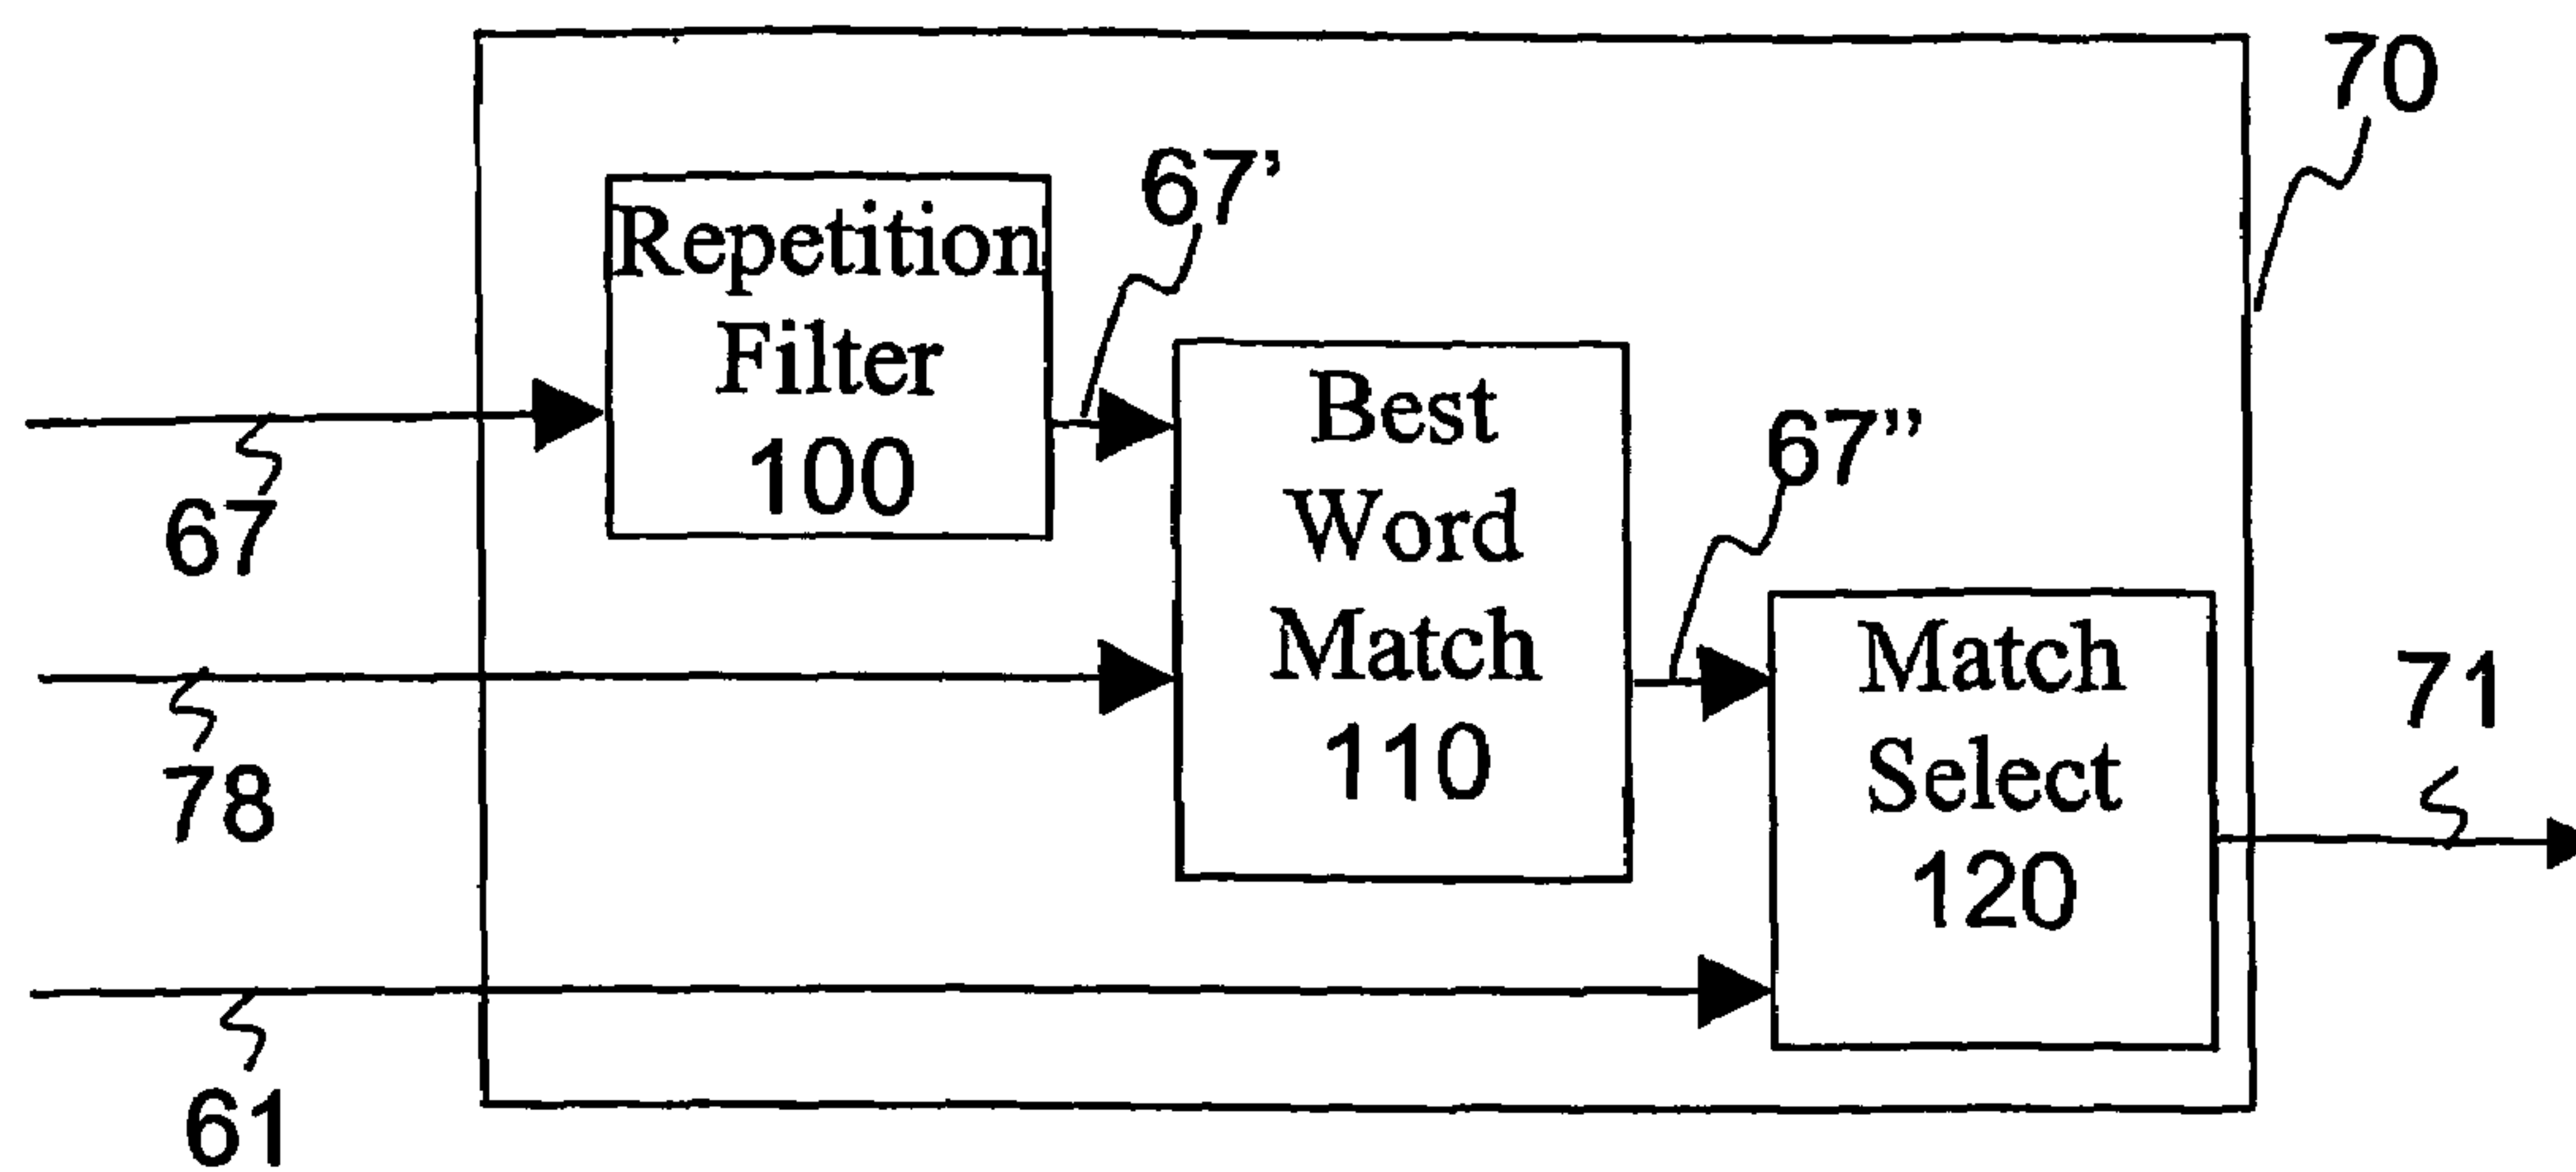 70
67’
Repetition
Filter
100
67
Best
Word
Match
110
67”
78
Match
Select
120
71
61